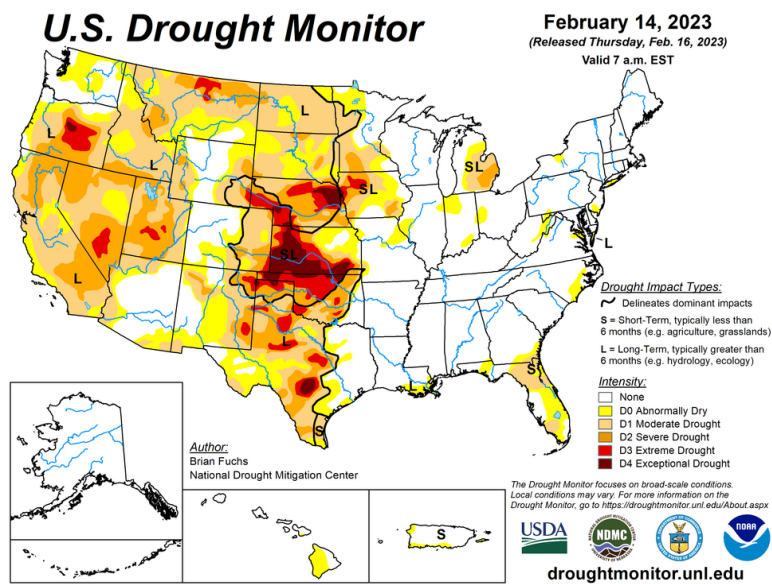 U.S. Drought Monitor
February 14, 2023
(Released Thursday, Feb. 16, 2023)
Valid 7 a.m. EST
L
L
L
SL
SL
SL
L
L
L
S
L
S
Drought Impact Types:
Delineates dominant impacts
S = Short-Term, typically less than
6 months (e.g. agriculture, grasslands)
L = Long-Term, typically greater than
6 months (e.g. hydrology, ecology)
Intensity:
None
D0 Abnormally Dry
D1 Moderate Drought
D2 Severe Drought
D3 Extreme Drought
D4 Exceptional Drought
Author:
Brian Fuchs
National Drought Mitigation Center
S
The Drought Monitor focuses on broad-scale conditions.
Local conditions may vary. For more information on the
Drought Monitor, go to https://droughtmonitor.unl.edu/About.aspx
USDA
NDMC
NOAA
droughtmonitor.unl.edu